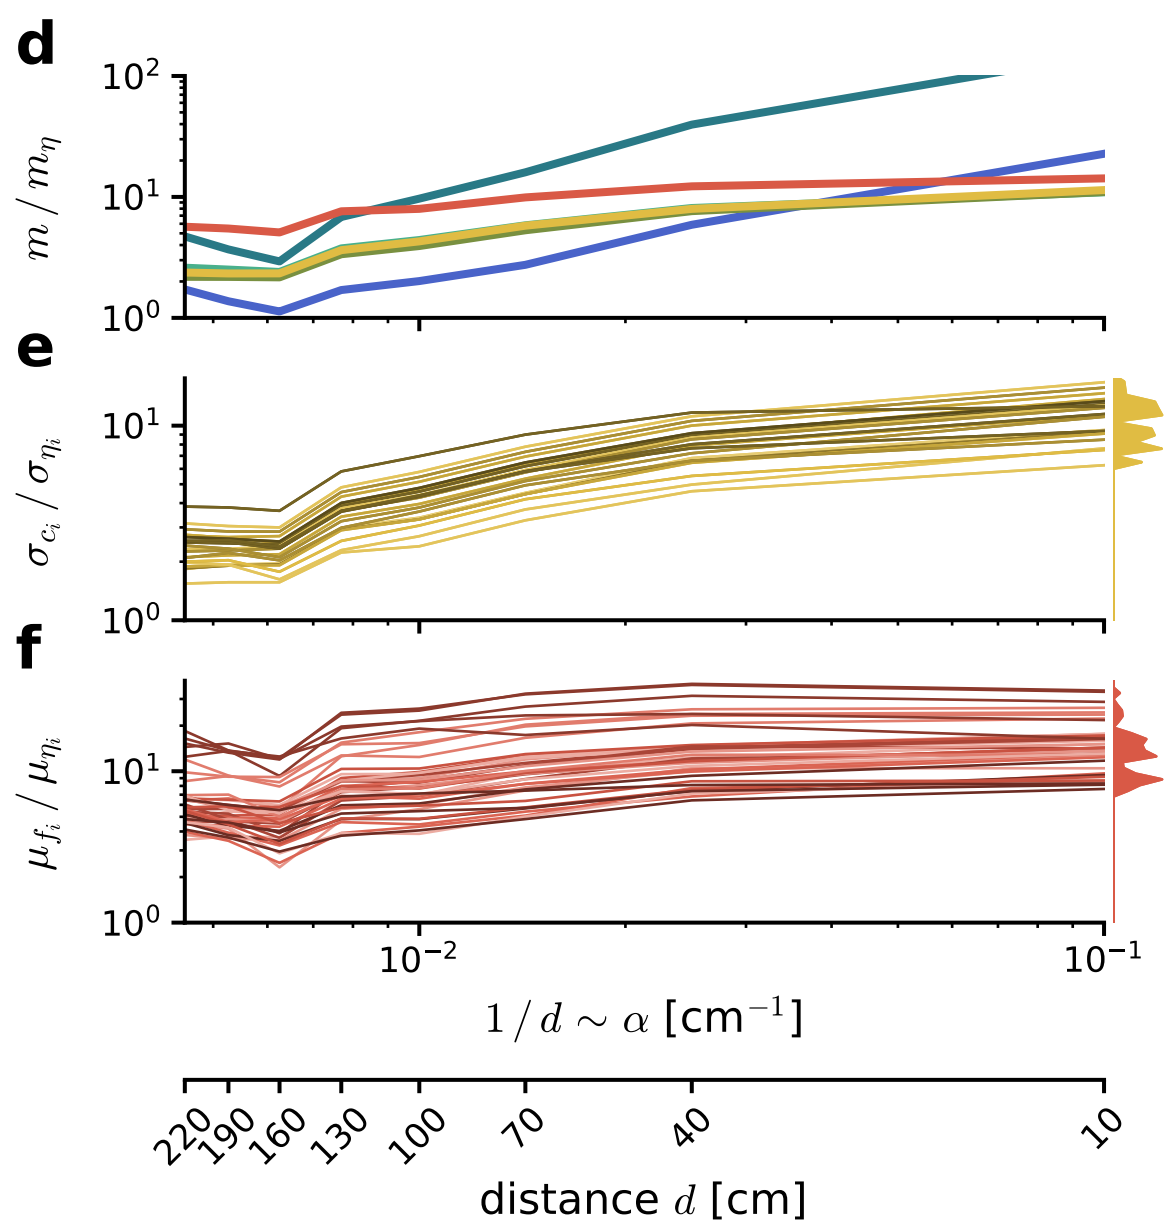 d
10²
10¹
10⁰
m / m_η
e
10¹
10⁰
σ_{c_i} / σ_{η_i}
f
10¹
10⁰
μ_{f_i} / μ_{η_i}
10⁻² 10⁻¹
1 / d ∼ α [cm⁻¹]
220 190 160 130 100 70 40 10
distance d [cm]